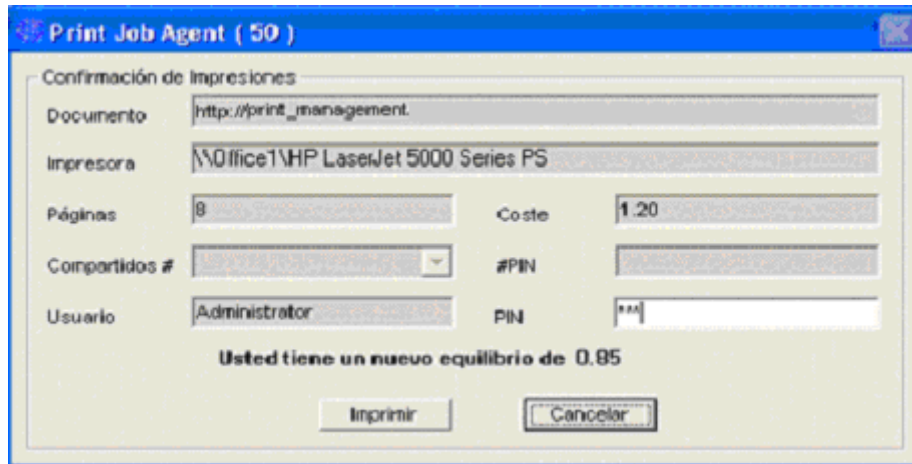 Print Job Agent ( 50 )
Confirmación de Impresiones
Documento http://print_management.
Impresora \\Office1\HP LaserJet 5000 Series PS
Páginas 8 Coste 1.20
Compartidos # #PIN
Usuario Administrator PIN ***
Usted tiene un nuevo equilibrio de 0.85
Imprimir Cancelar